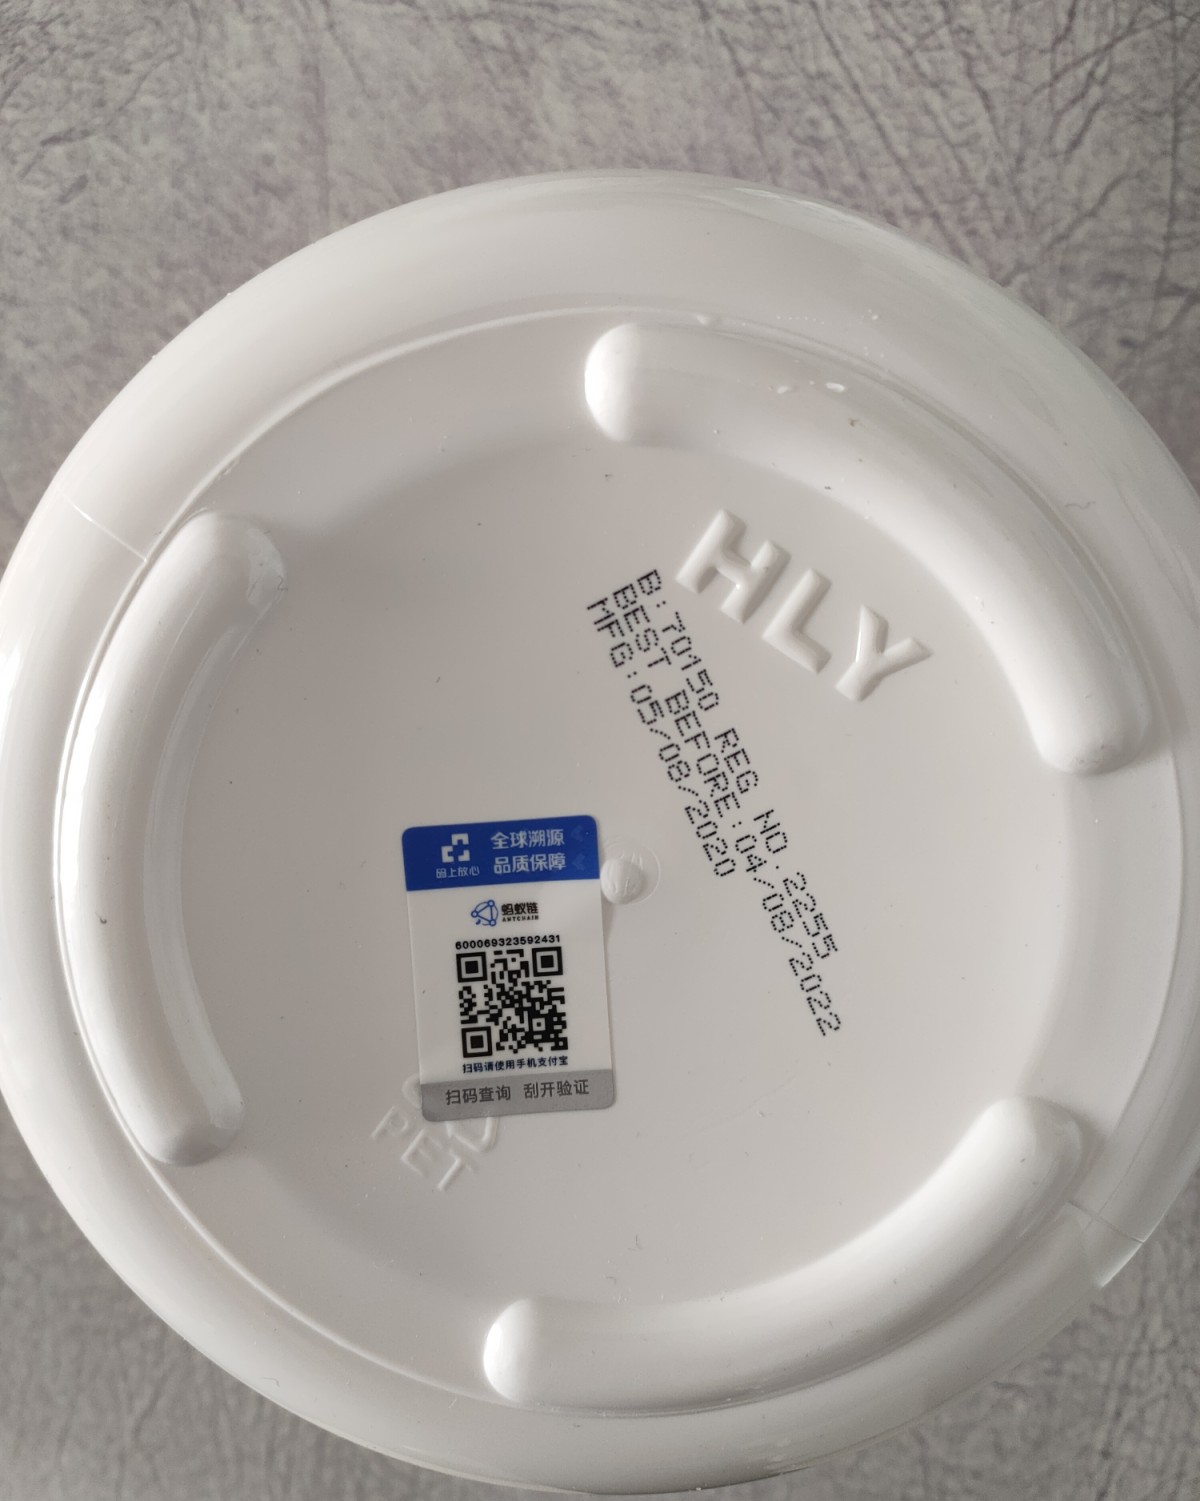 HLY
B:T0150 REG NO.2255
BEST BEFORE:04/08/2022
MFG:05/08/2020
码上放心
全球溯源
品质保障
蚂蚁链
ANTCHAIN
600069323592431
扫码请使用手机支付宝
扫码查询 刮开验证
PET